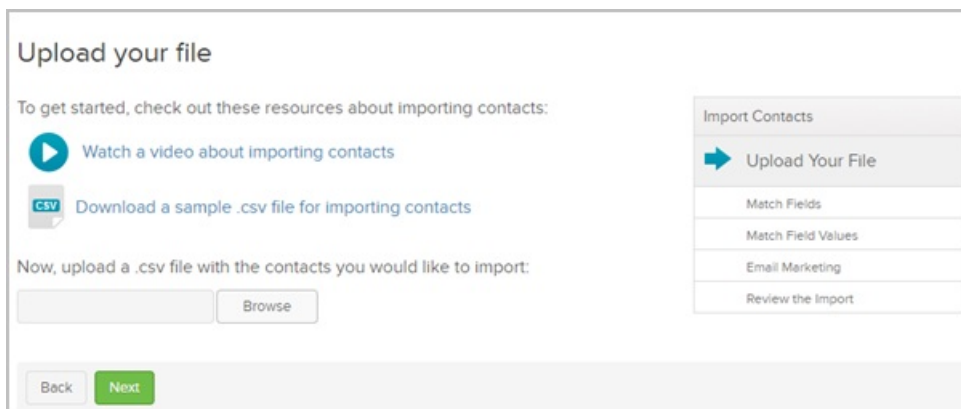 Upload your file
To get started, check out these resources about importing contacts:
Watch a video about importing contacts
CSV
Download a sample .csv file for importing contacts
Now, upload a .csv file with the contacts you would like to import:
Browse
Back
Next
Import Contacts
Upload Your File
Match Fields
Match Field Values
Email Marketing
Review the Import